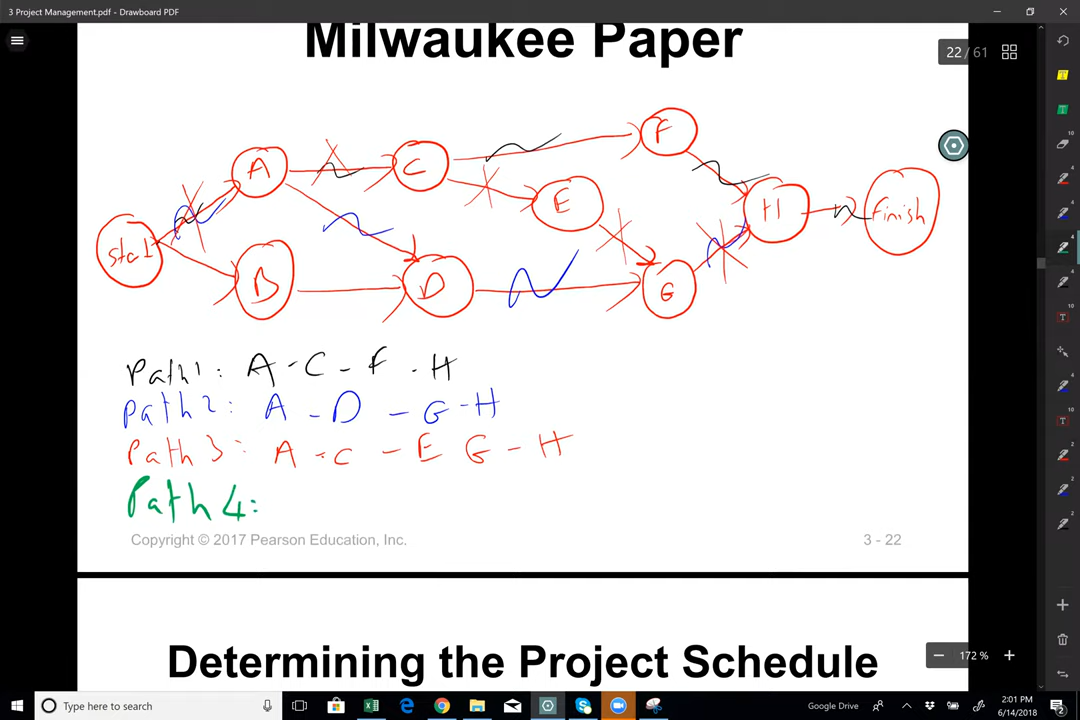 3 Project Management.pdf - Drawboard PDF
Milwaukee Paper
22 / 61
A
C
F
Start
B
D
E
G
H
Finish
Path 1: A - C - F - H
Path 2: A - D - G - H
Path 3: A - C - E G - H
Path 4:
Copyright © 2017 Pearson Education, Inc.
3 - 22
Determining the Project Schedule
172 %
Type here to search
Google Drive
2:01 PM
6/14/2018